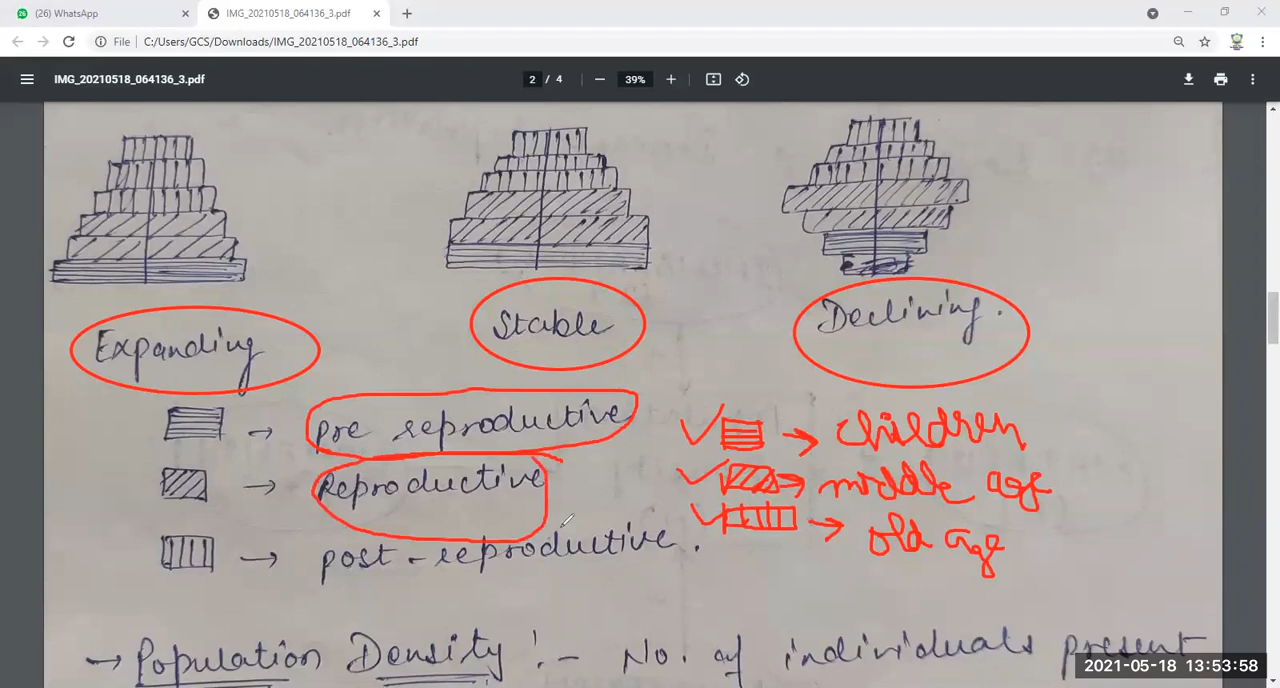 (26) WhatsApp
IMG_20210518_064136_3.pdf
File
C:/Users/GCS/Downloads/IMG_20210518_064136_3.pdf
IMG_20210518_064136_3.pdf
2 / 4
39%
Expanding
Stable
Declining.
→ pre reproductive
→ Reproductive
→ post-reproductive.
✓ → children
✓ → middle age
✓ → old age
→ Population Density :- No. of individuals present
2021-05-18 13:53:58